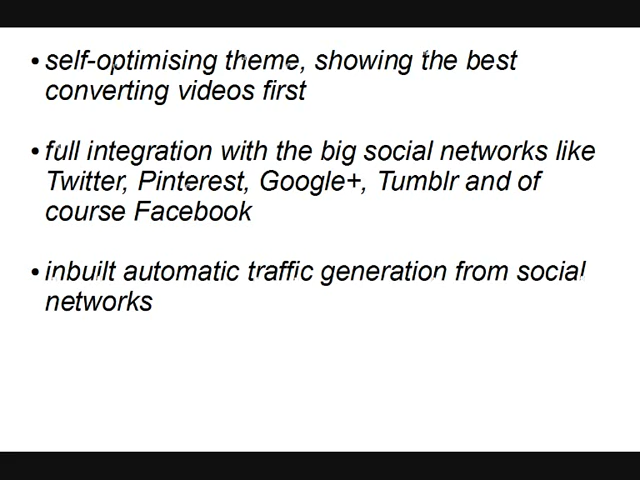 • self-optimising theme, showing the best
converting videos first
• full integration with the big social networks like
Twitter, Pinterest, Google+, Tumblr and of
course Facebook
• inbuilt automatic traffic generation from social
networks